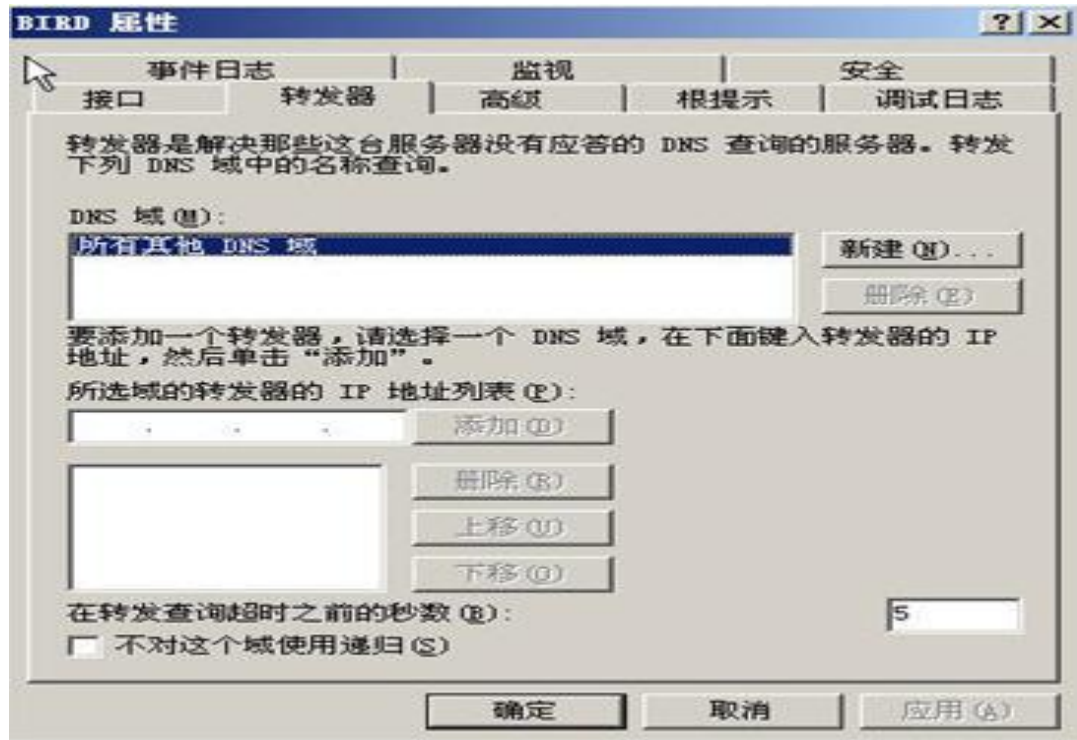 BIRD 属性
事件日志 监视 安全
接口 转发器 高级 根提示 调试日志
转发器是解决那些这台服务器没有应答的 DNS 查询的服务器。转发
下列 DNS 域中的名称查询。
DNS 域(M):
所有其他 DNS 域
新建(N)...
删除(E)
要添加一个转发器，请选择一个 DNS 域，在下面键入转发器的 IP
地址，然后单击“添加”。
所选域的转发器的 IP 地址列表(P):
. . . 添加(D)
删除(R)
上移(U)
下移(O)
在转发查询超时之前的秒数(B): 5
不对这个域使用递归(S)
确定 取消 应用(A)